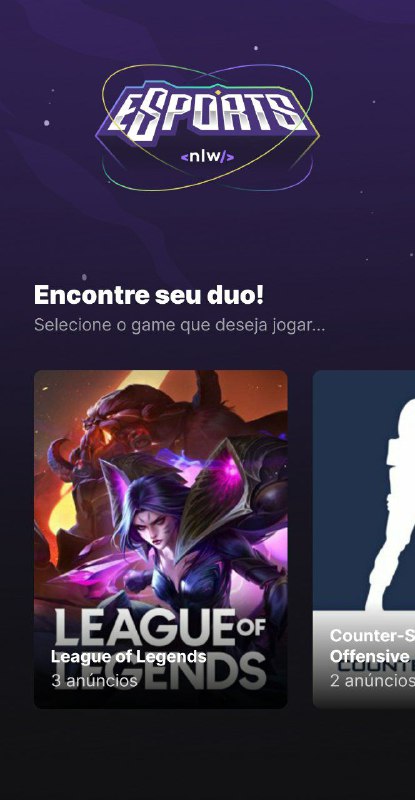 eSPORTS
<nlw/>
Encontre seu duo!
Selecione o game que deseja jogar...
LEAGUE OF
LEGENDS
League of Legends
3 anúncios
Counter-S
Offensive
COUNT
2 anúncios